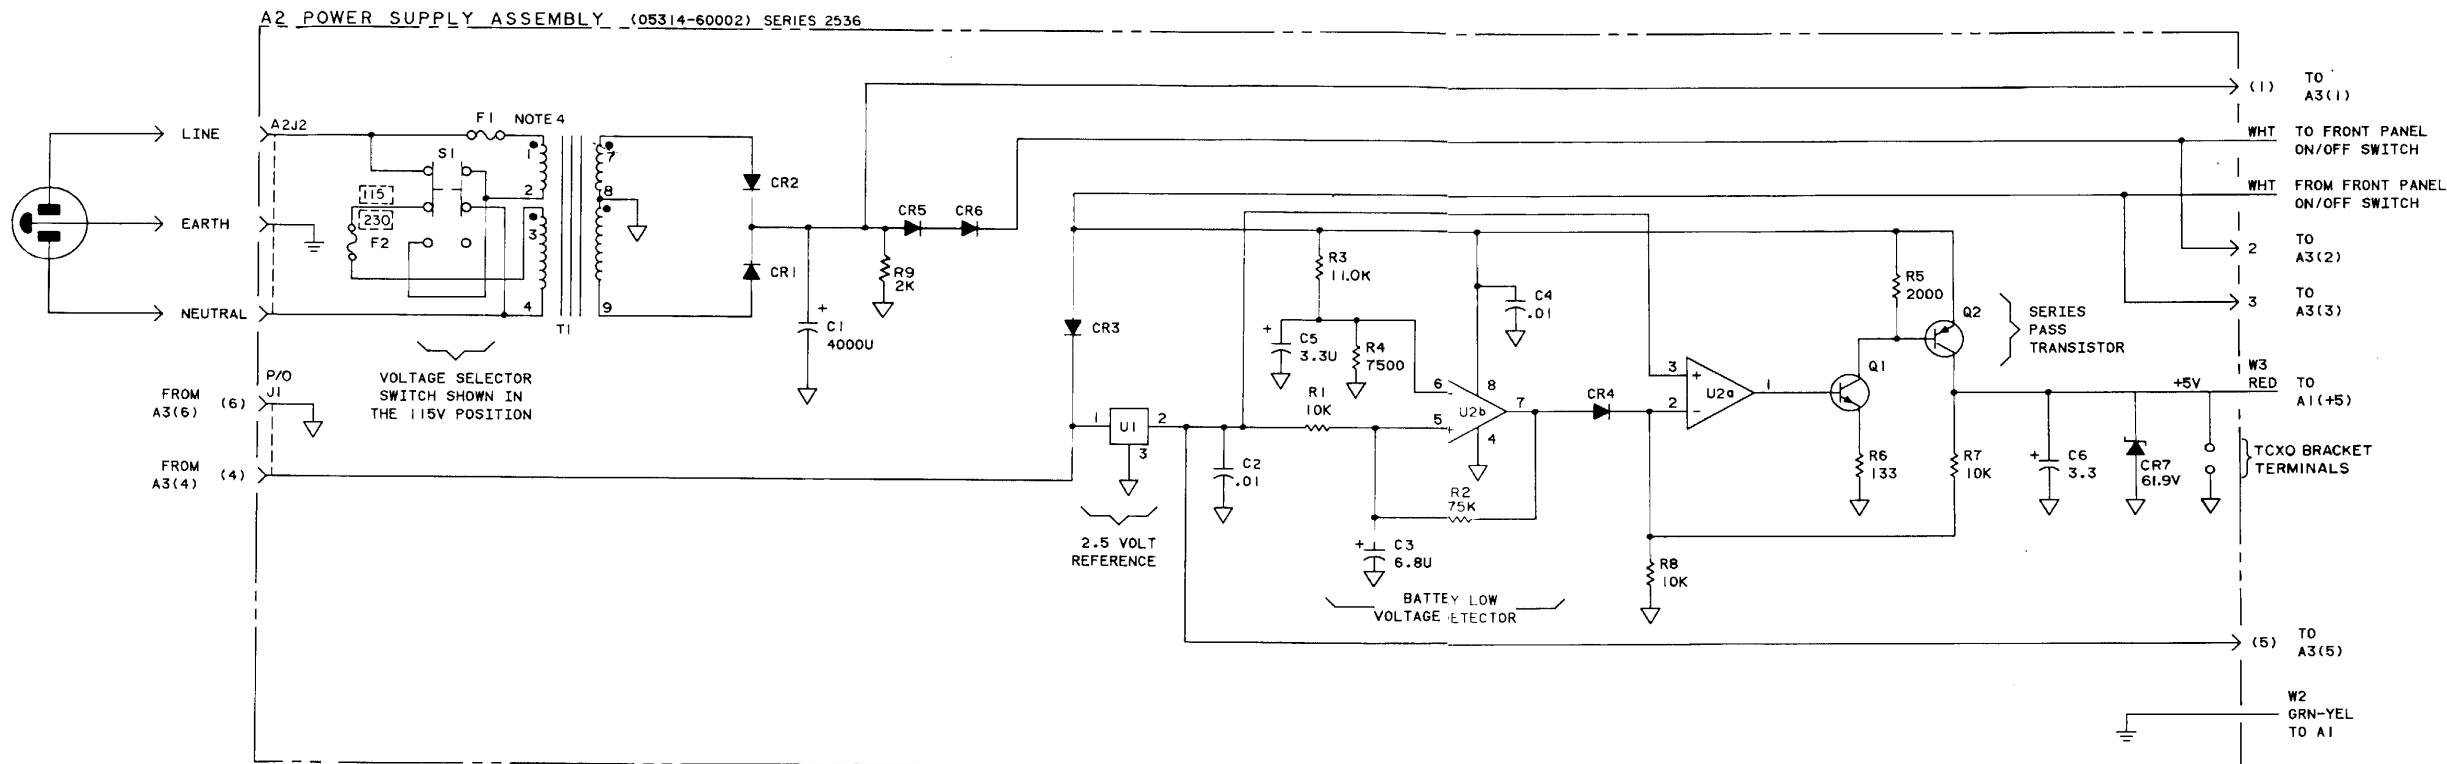 A2 POWER SUPPLY ASSEMBLY (05314-60002) SERIES 2536
LINE
A2J2
F1
NOTE 4
S1
115
230
F2
EARTH
NEUTRAL
1
2
3
4
T1
7
8
9
VOLTAGE SELECTOR
SWITCH SHOWN IN
THE 115V POSITION
FROM
A3(6)
(6)
P/O
J1
FROM
A3(4)
(4)
CR2
CR1
C1
4000U
+
R9
2K
CR5
CR6
CR3
1
U1
2
3
2.5 VOLT
REFERENCE
C2
.01
R3
11.0K
C5
3.3U
+
R4
7500
R1
10K
6
-
5
+
U2b
8
4
7
C4
.01
R2
75K
C3
6.8U
+
BATTEY LOW
VOLTAGE ETECTOR
CR4
3
+
2
-
U2a
1
R8
10K
Q1
R6
133
R5
2000
Q2
SERIES
PASS
TRANSISTOR
R7
10K
C6
3.3
+
CR7
61.9V
+5V
W3
RED
TO
A1(+5)
TCXO BRACKET
TERMINALS
(1)
TO
A3(1)
WHT
TO FRONT PANEL
ON/OFF SWITCH
WHT
FROM FRONT PANEL
ON/OFF SWITCH
2
TO
A3(2)
3
TO
A3(3)
(5)
TO
A3(5)
W2
GRN-YEL
TO A1